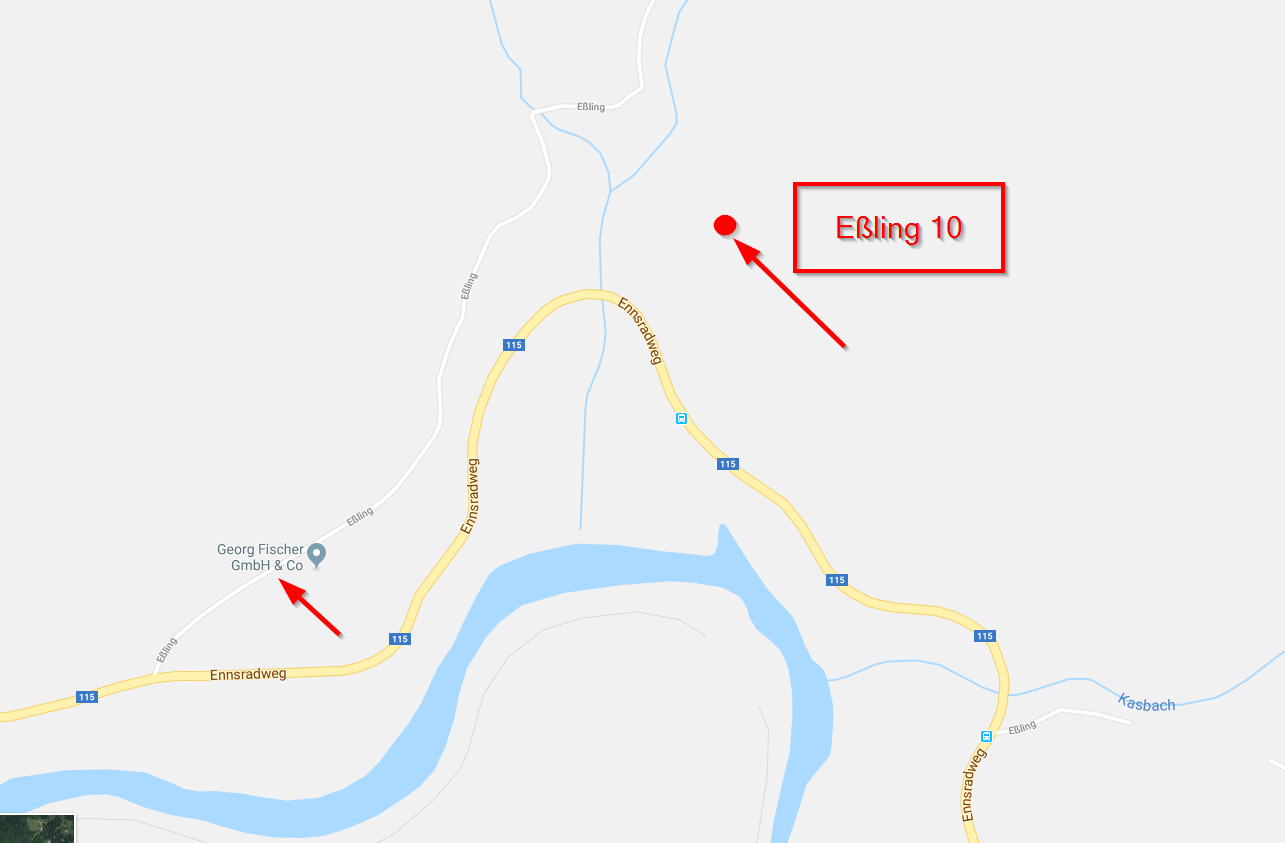 Eßling
Eßling 10
Eßling
Ennsradweg
115
115
Ennsradweg
Eßling
Georg Fischer
GmbH & Co
115
115
Eßling
115
Ennsradweg
115
Kasbach
Eßling
Ennsradweg